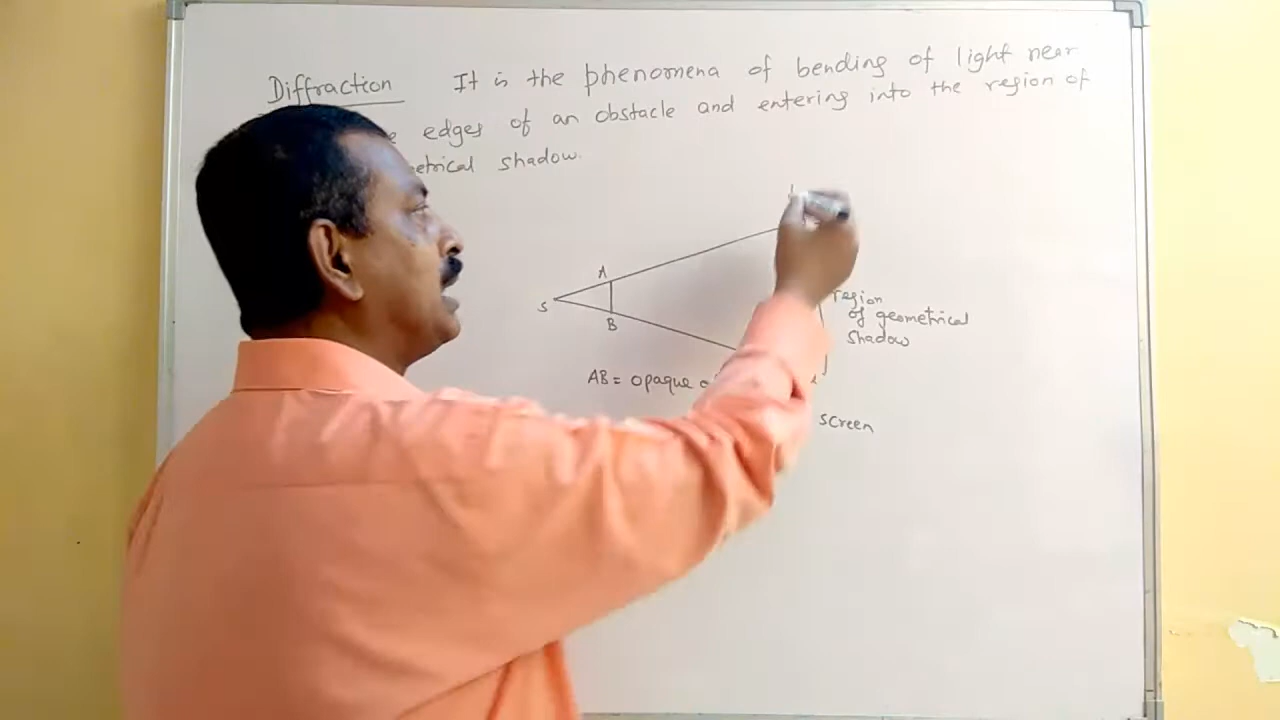 Diffraction It is the phenomena of bending of light near
edges of an obstacle and entering into the region of
shadow.
A
S
B
region
of geometrical
shadow
AB = opaque
screen